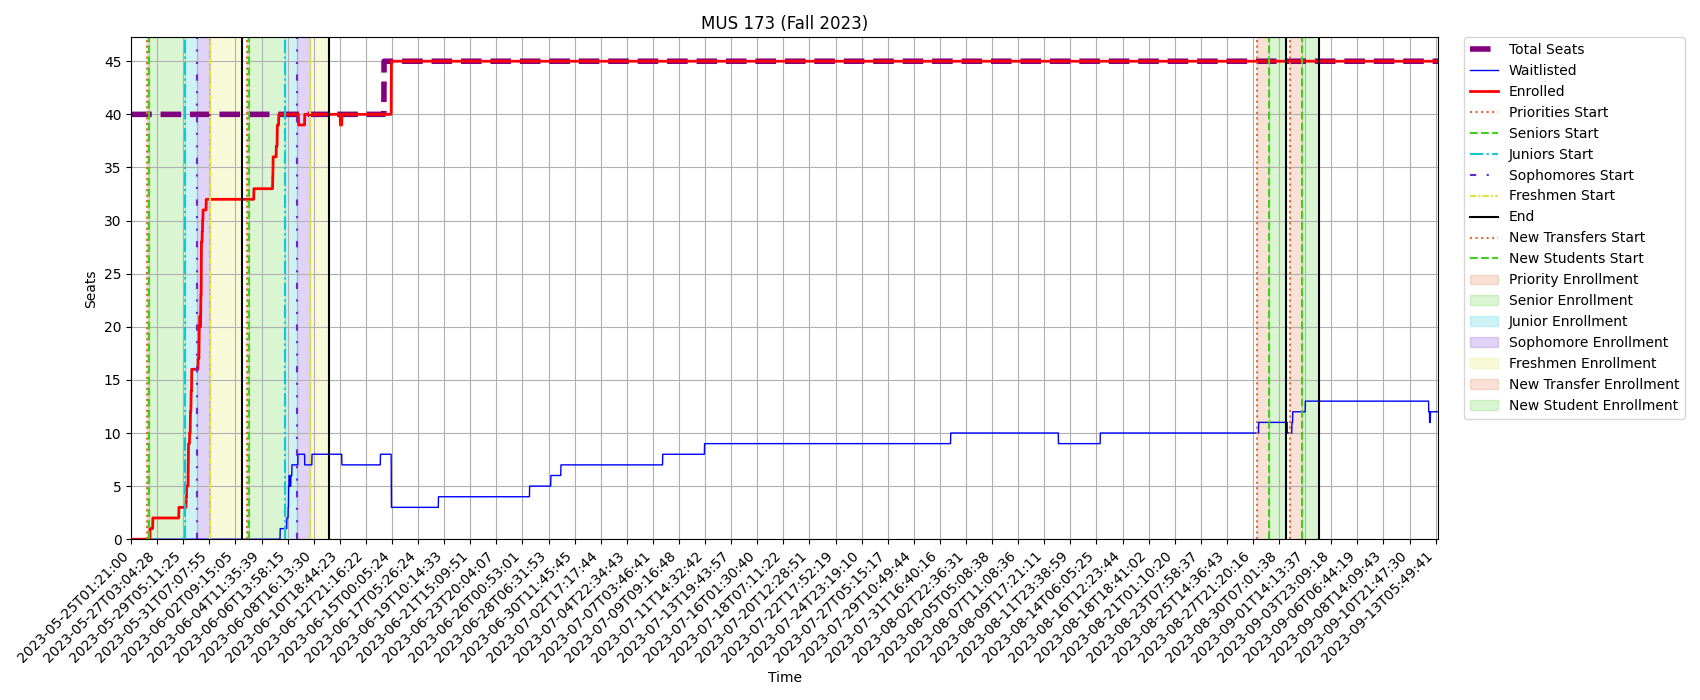 MUS 173 (Fall 2023)
Seats
45
40
35
30
25
20
15
10
5
0
2023-05-25T01:21:00
2023-05-27T03:04:28
2023-05-29T05:11:25
2023-05-31T07:07:55
2023-06-02T09:15:05
2023-06-04T11:35:39
2023-06-06T13:58:15
2023-06-08T16:13:30
2023-06-10T18:44:23
2023-06-12T21:16:22
2023-06-15T00:05:24
2023-06-17T05:26:24
2023-06-19T10:14:33
2023-06-21T15:09:51
2023-06-23T20:04:07
2023-06-26T00:53:01
2023-06-28T06:31:53
2023-06-30T11:45:45
2023-07-02T17:17:44
2023-07-04T22:34:43
2023-07-07T03:46:41
2023-07-09T09:16:48
2023-07-11T14:32:42
2023-07-13T19:43:57
2023-07-16T01:30:40
2023-07-18T07:11:22
2023-07-20T12:28:51
2023-07-22T17:52:19
2023-07-24T23:19:10
2023-07-27T05:15:17
2023-07-29T10:49:44
2023-07-31T16:40:16
2023-08-02T22:36:31
2023-08-05T05:08:38
2023-08-07T11:08:36
2023-08-09T17:21:11
2023-08-11T23:38:59
2023-08-14T06:05:25
2023-08-16T12:23:44
2023-08-18T18:41:02
2023-08-21T01:10:20
2023-08-23T07:58:37
2023-08-25T14:36:43
2023-08-27T21:20:16
2023-08-30T07:01:38
2023-09-01T14:13:37
2023-09-03T23:09:18
2023-09-06T06:44:19
2023-09-08T14:09:43
2023-09-10T21:47:30
2023-09-13T05:49:41
Time
Total Seats
Waitlisted
Enrolled
Priorities Start
Seniors Start
Juniors Start
Sophomores Start
Freshmen Start
End
New Transfers Start
New Students Start
Priority Enrollment
Senior Enrollment
Junior Enrollment
Sophomore Enrollment
Freshmen Enrollment
New Transfer Enrollment
New Student Enrollment